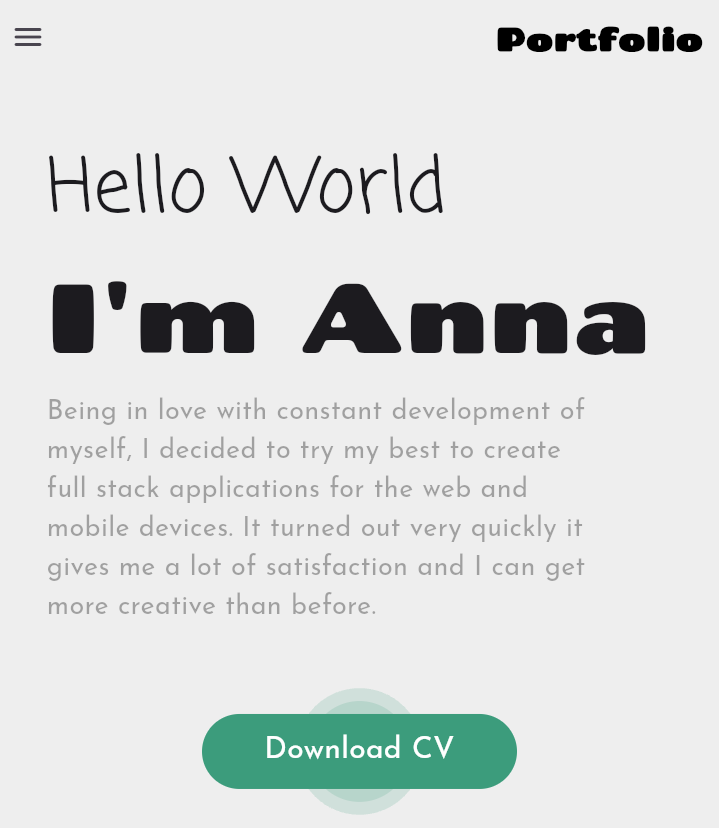 Portfolio
Hello World
I'm Anna
Being in love with constant development of
myself, I decided to try my best to create
full stack applications for the web and
mobile devices. It turned out very quickly it
gives me a lot of satisfaction and I can get
more creative than before.
Download CV